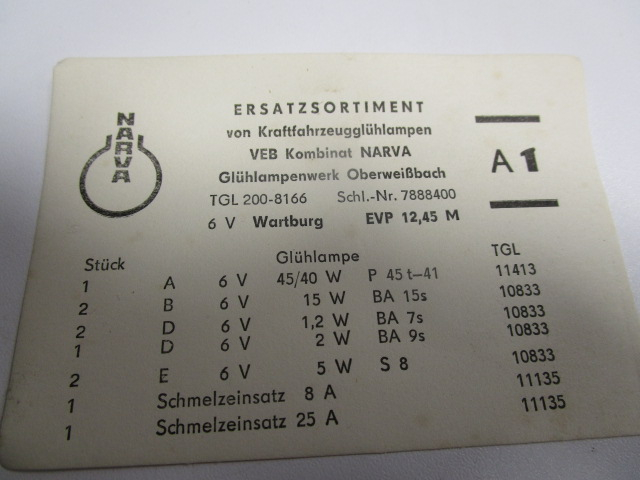 NARVA
ERSATZSORTIMENT
von Kraftfahrzeugglühlampen
VEB Kombinat NARVA
Glühlampenwerk Oberweißbach
TGL 200-8166 Schl.-Nr. 7888400
6 V Wartburg EVP 12,45 M
A 1
Stück Glühlampe TGL
1 A 6 V 45/40 W P 45 t-41 11413
2 B 6 V 15 W BA 15s 10833
2 D 6 V 1,2 W BA 7s 10833
1 D 6 V 2 W BA 9s 10833
2 E 6 V 5 W S 8 10833
1 Schmelzeinsatz 8 A 11135
1 Schmelzeinsatz 25 A 11135